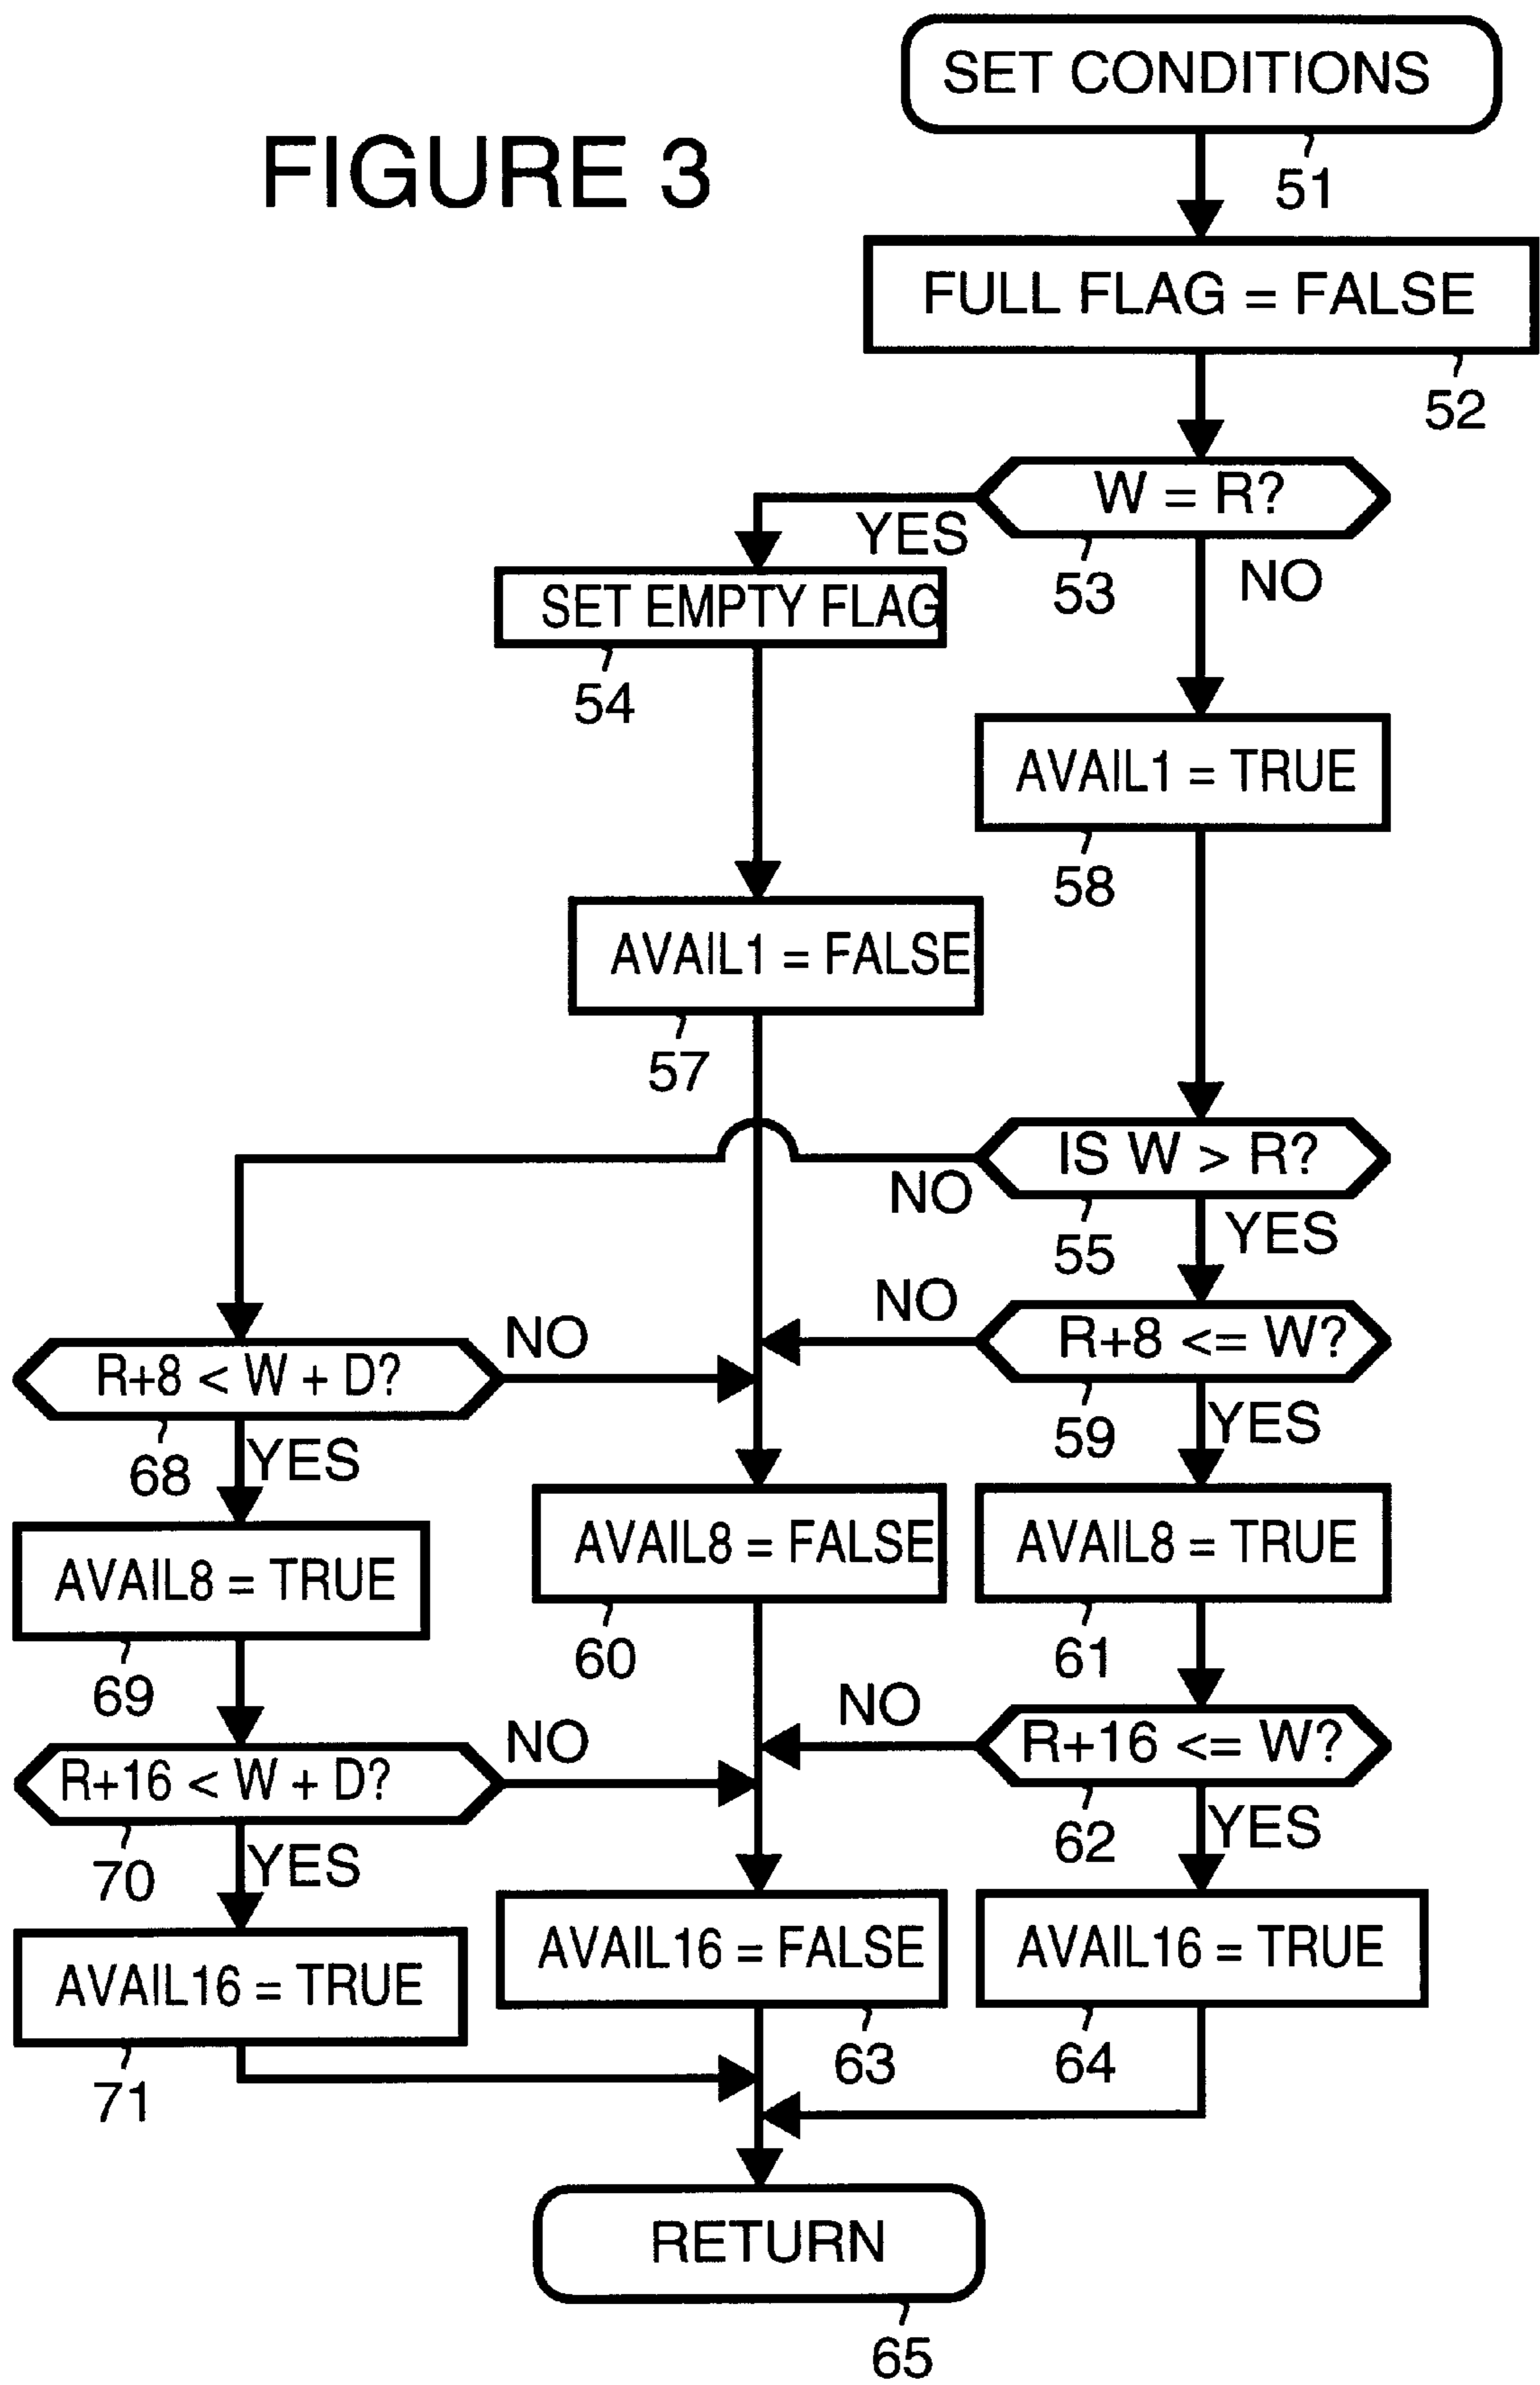 SET CONDITIONS
FIGURE 3
51
FULL FLAG = FALSE
52
W = R?
YES
53
NO
SET EMPTY FLAG
54
AVAIL1 = TRUE
58
AVAIL1 = FALSE
57
IS W > R?
NO
55
YES
NO
R+8 <= W?
R+8 < W + D?
NO
59
YES
68
YES
AVAIL8 = TRUE
AVAIL8 = FALSE
AVAIL8 = TRUE
69
60
61
NO
R+16 <= W?
R+16 < W + D?
NO
62
YES
70
YES
AVAIL16 = TRUE
AVAIL16 = FALSE
AVAIL16 = TRUE
71
63
64
RETURN
65